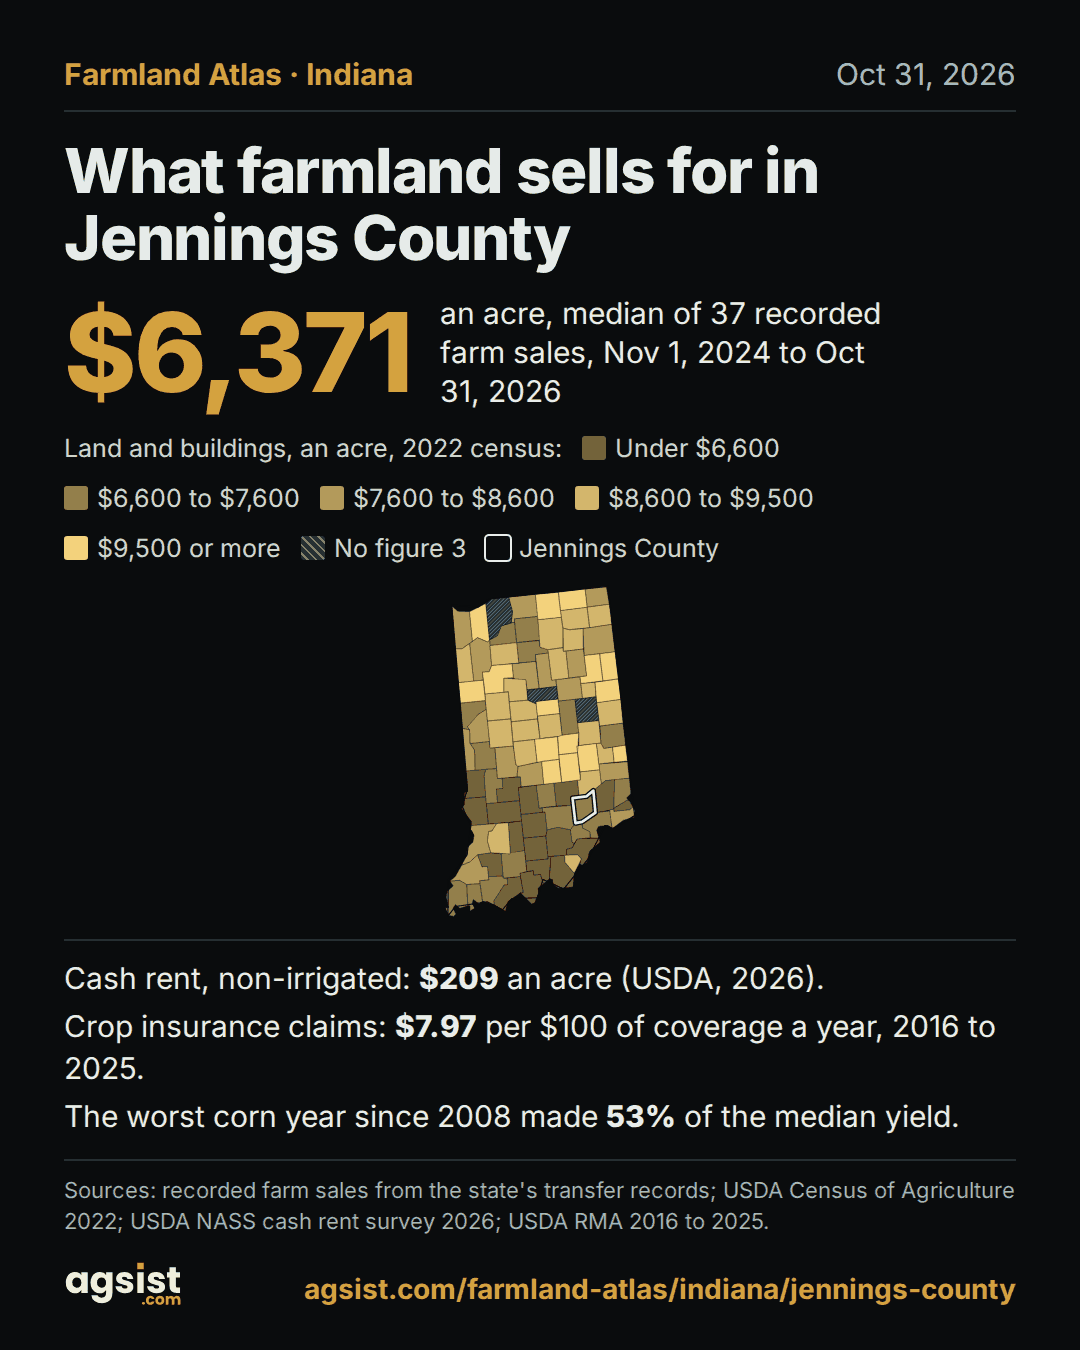 Farmland Atlas · Indiana
Oct 31, 2026
What farmland sells for in
Jennings County
$6,371
an acre, median of 37 recorded
farm sales, Nov 1, 2024 to Oct
31, 2026
Land and buildings, an acre, 2022 census: Under $6,600
$6,600 to $7,600 $7,600 to $8,600 $8,600 to $9,500
$9,500 or more No figure 3 Jennings County
Cash rent, non-irrigated: $209 an acre (USDA, 2026).
Crop insurance claims: $7.97 per $100 of coverage a year, 2016 to
2025.
The worst corn year since 2008 made 53% of the median yield.
Sources: recorded farm sales from the state's transfer records; USDA Census of Agriculture
2022; USDA NASS cash rent survey 2026; USDA RMA 2016 to 2025.
agsist
.com
agsist.com/farmland-atlas/indiana/jennings-county